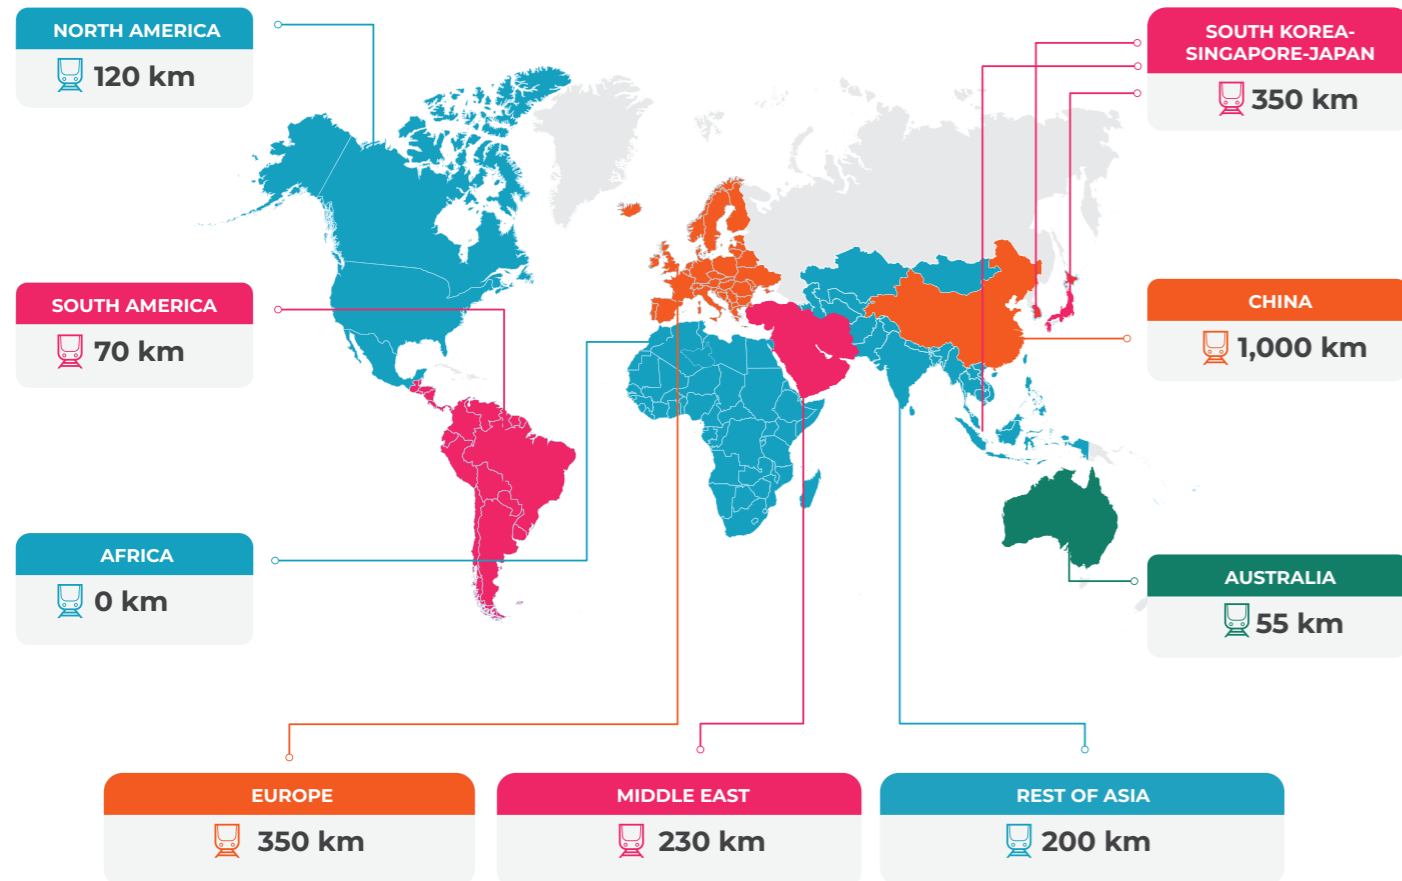 NORTH AMERICA
120 km
SOUTH KOREA-
SINGAPORE-JAPAN
350 km
SOUTH AMERICA
70 km
CHINA
1,000 km
AFRICA
0 km
AUSTRALIA
55 km
EUROPE
350 km
MIDDLE EAST
230 km
REST OF ASIA
200 km